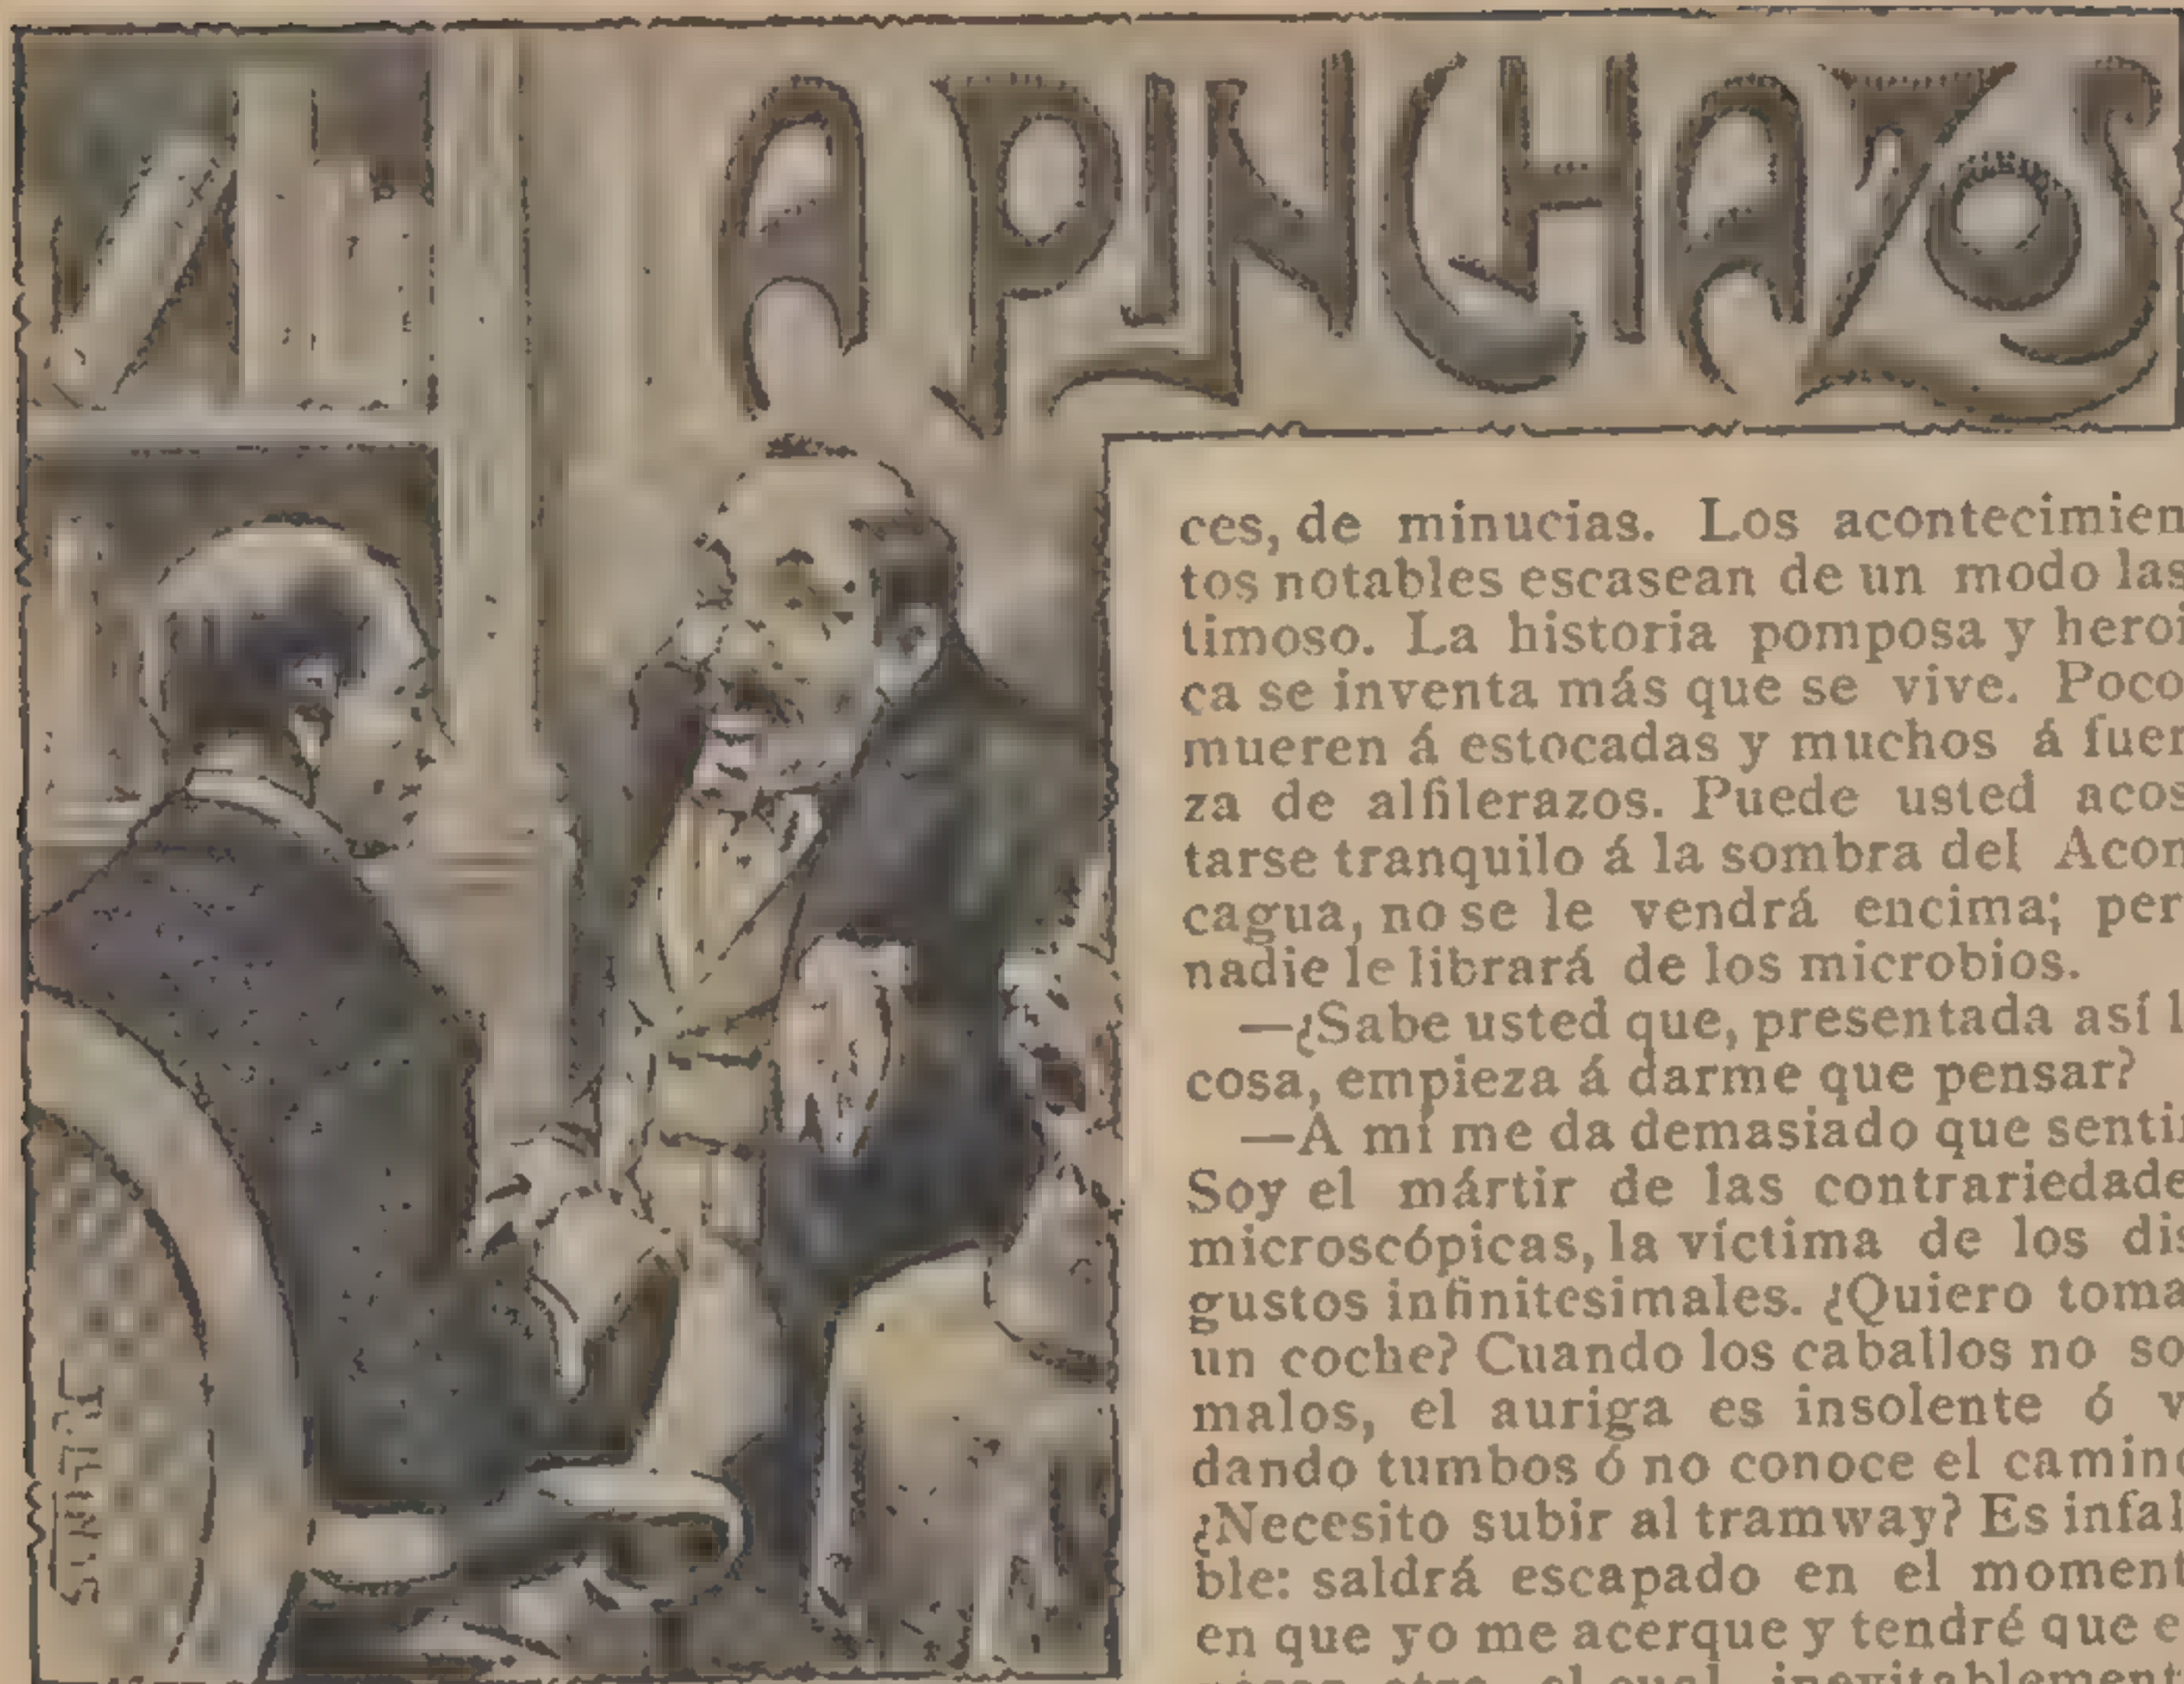 A PINCHAZOS
ces, de minucias. Los acontecimien
tos notables escasean de un modo las
timoso. La historia pomposa y heroi
ca se inventa más que se vive. Poco
mueren á estocadas y muchos á fuer
za de alfilerazos. Puede usted acos
tarse tranquilo á la sombra del Acon
cagua, no se le vendrá encima; per
nadie le librará de los microbios.
—¿Sabe usted que, presentada así l
cosa, empieza á darme que pensar?
—A mí me da demasiado que sentir
Soy el mártir de las contrariedade
microscópicas, la víctima de los dis
gustos infinitesimales. ¿Quiero toma
un coche? Cuando los caballos no so
malos, el auriga es insolente ó v
dando tumbos ó no conoce el camino
¿Necesito subir al tramway? Es infal
ble: saldrá escapado en el moment
en que yo me acerque y tendré que e
otro, el cual, inevitablement